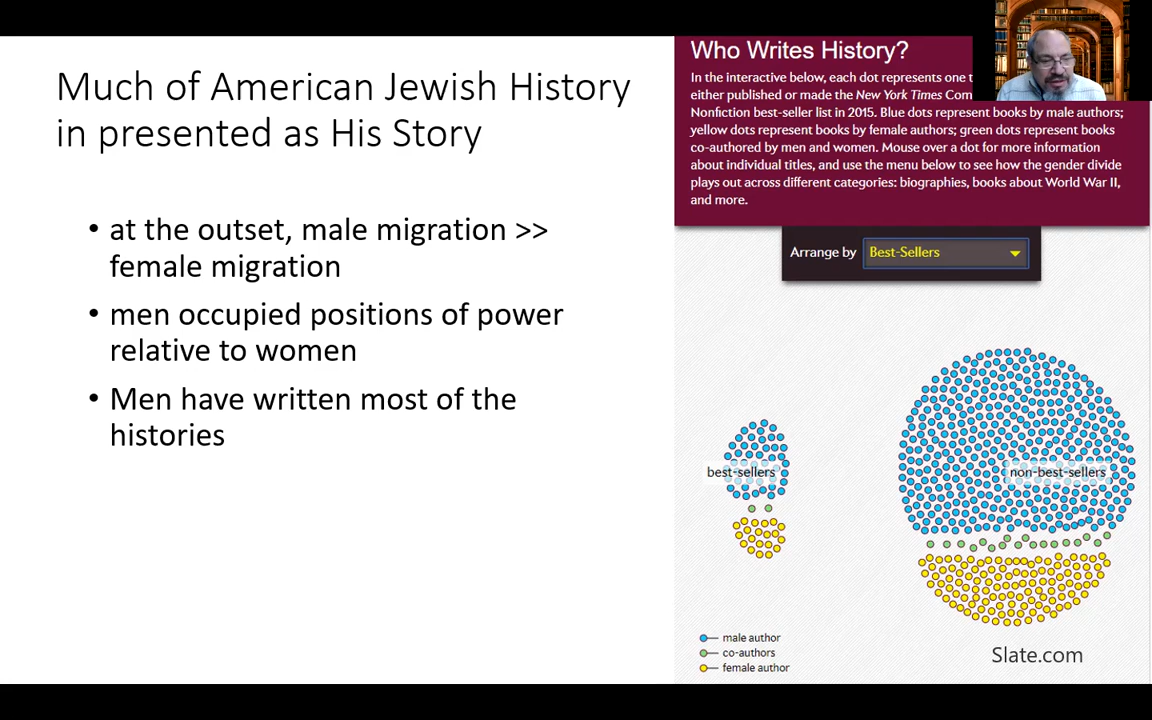 Much of American Jewish History
in presented as His Story
• at the outset, male migration >>
female migration
• men occupied positions of power
relative to women
• Men have written most of the
histories
Who Writes History?
In the interactive below, each dot represents one
either published or made the New York Times
Nonfiction best-seller list in 2015. Blue dots represent books by male authors;
yellow dots represent books by female authors; green dots represent books
co-authored by men and women. Mouse over a dot for more information
about individual titles, and use the menu below to see how the gender divide
plays out across different categories: biographies, books about World War II,
and more.
Arrange by Best-Sellers
best-sellers
non-best-sellers
male author
co-authors
female author
Slate.com